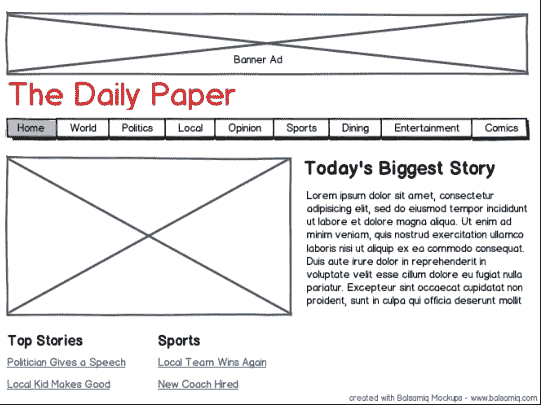 Banner Ad
The Daily Paper
Home World Politics Local Opinion Sports Dining Entertainment Comics
Today's Biggest Story
Lorem ipsum dolor sit amet, consectetur
adipisicing elit, sed do eiusmod tempor incididunt
ut labore et dolore magna aliqua. Ut enim ad
minim veniam, quis nostrud exercitation ullamco
laboris nisi ut aliquip ex ea commodo consequat.
Duis aute irure dolor in reprehenderit in
voluptate velit esse cillum dolore eu fugiat nulla
pariatur. Excepteur sint occaecat cupidatat non
proident, sunt in culpa qui officia deserunt mollit
Top Stories
Politician Gives a Speech
Local Kid Makes Good
Sports
Local Team Wins Again
New Coach Hired
created with Balsamiq Mockups - www.balsamiq.com